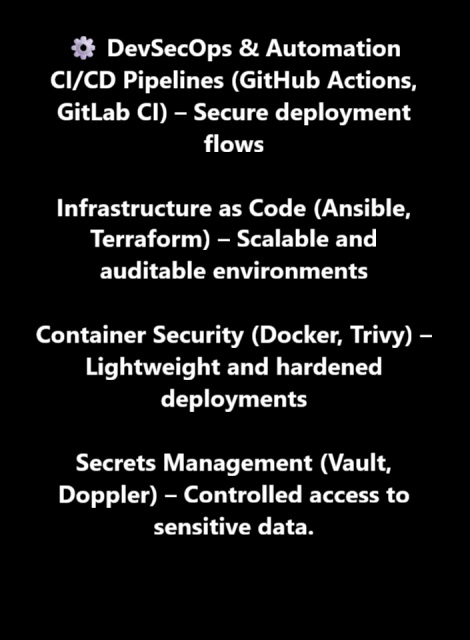 ⚙️ DevSecOps & Automation
CI/CD Pipelines (GitHub Actions,
GitLab CI) – Secure deployment
flows
Infrastructure as Code (Ansible,
Terraform) – Scalable and
auditable environments
Container Security (Docker, Trivy) –
Lightweight and hardened
deployments
Secrets Management (Vault,
Doppler) – Controlled access to
sensitive data.